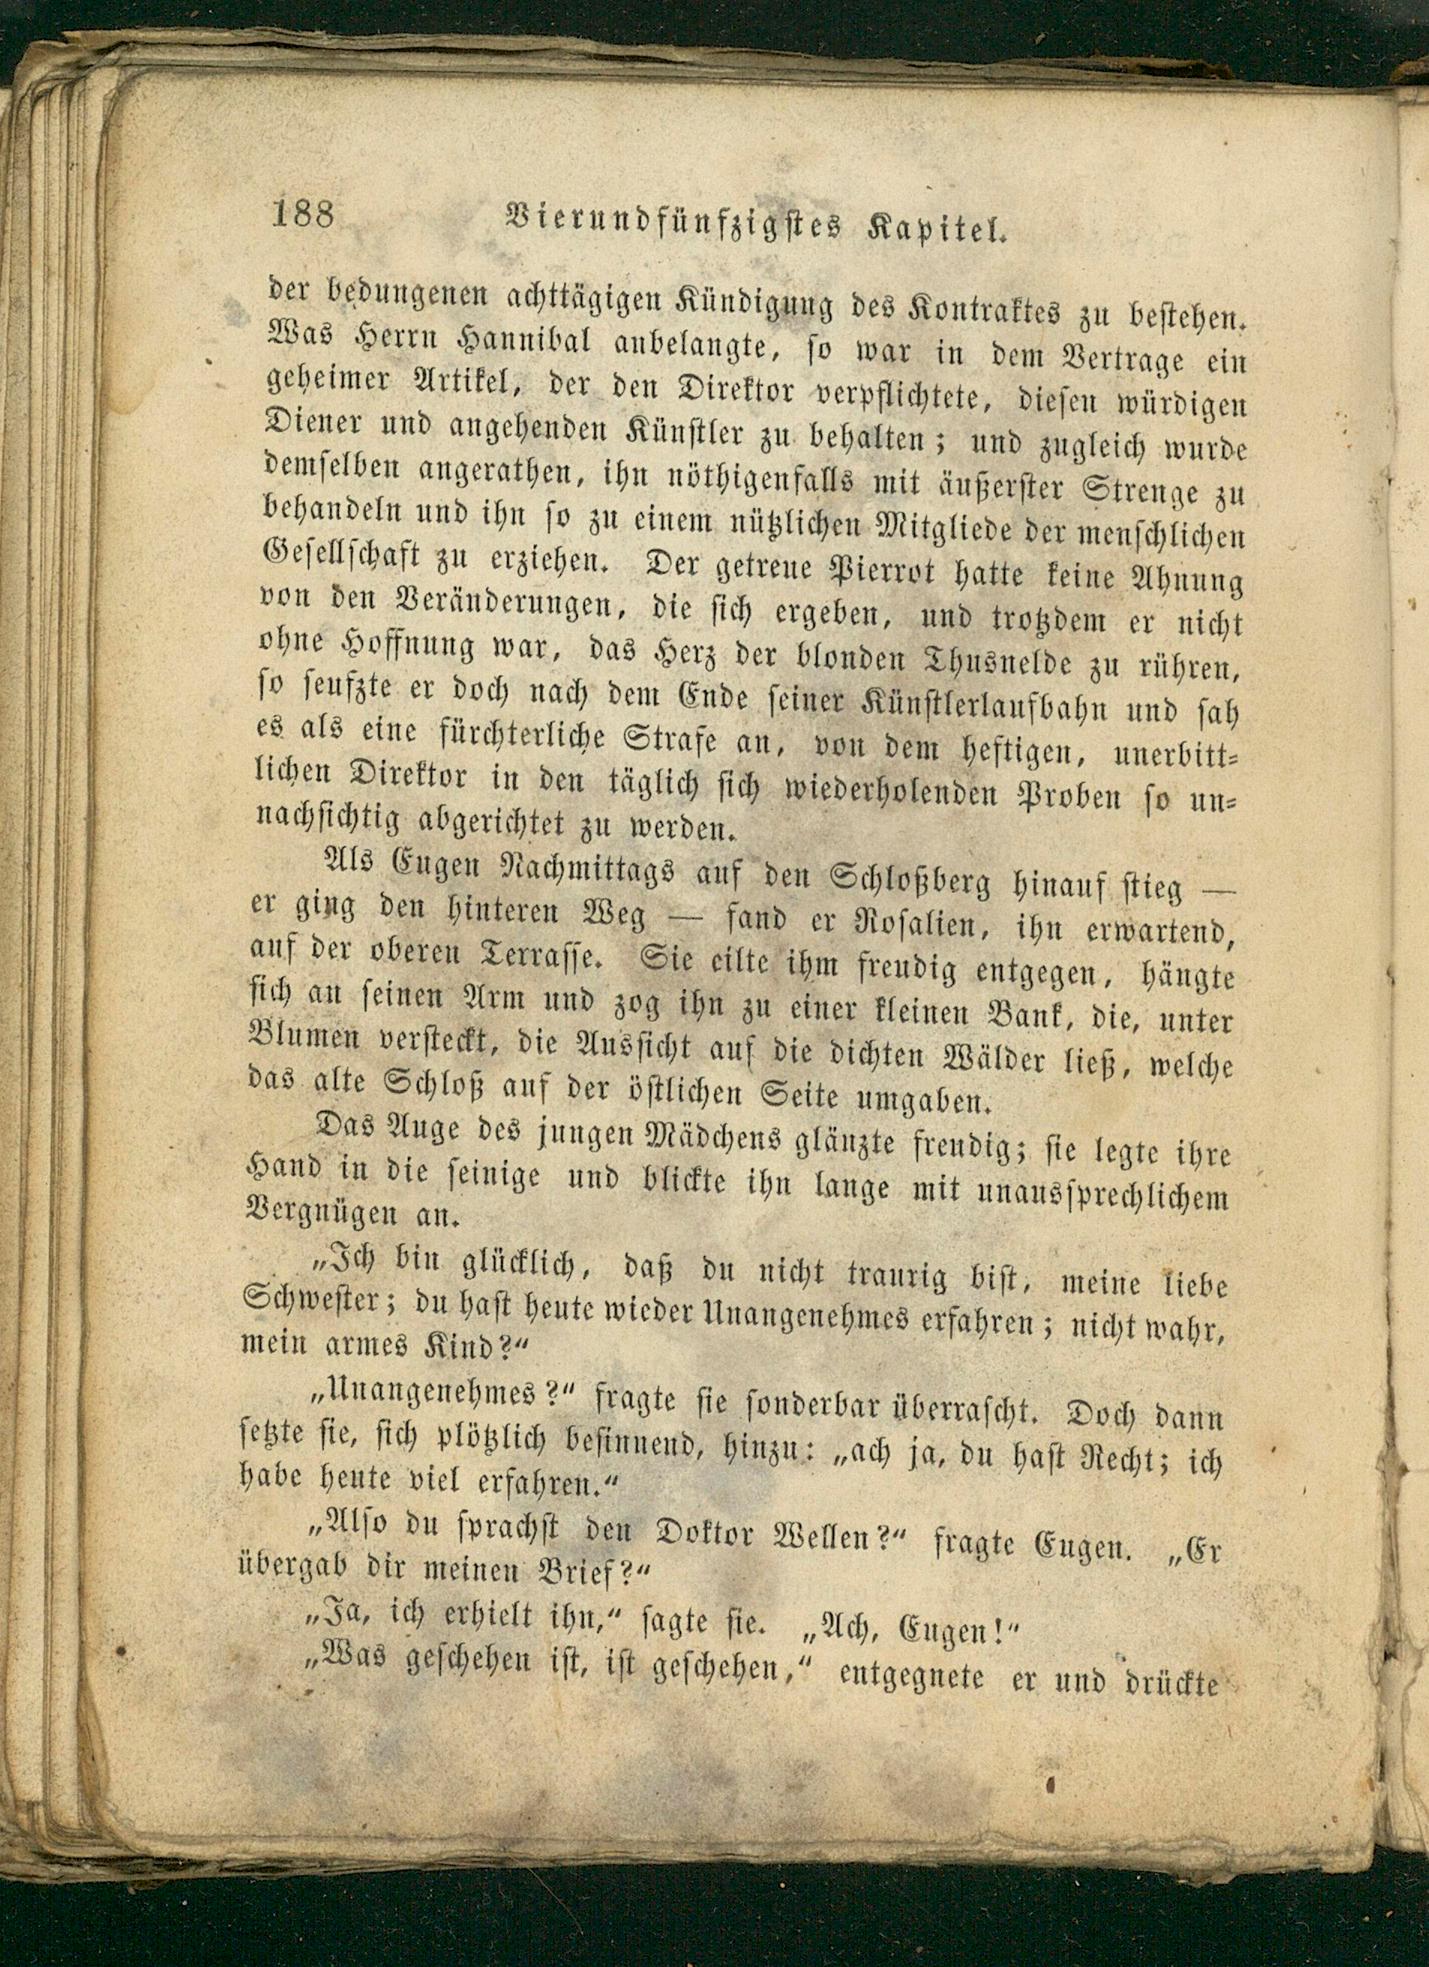 188 Vierundfünfzigstes Kapitel.
der bedungenen achttägigen Kündigung des Kontraktes zu bestehen.
Was Herrn Hannibal anbelangte, so war in dem Vertrage ein
geheimer Artikel, der den Direktor verpflichtete, diesen würdigen
Diener und angehenden Künstler zu behalten; und zugleich wurde
demselben angerathen, ihn nöthigenfalls mit äußerster Strenge zu
behandeln und ihn so zu einem nützlichen Mitgliede der menschlichen
Gesellschaft zu erziehen. Der getreue Pierrot hatte keine Ahnung
von den Veränderungen, die sich ergeben, und trotzdem er nicht
ohne Hoffnung war, das Herz der blonden Thusnelde zu rühren,
so seufzte er doch nach dem Ende seiner Künstlerlaufbahn und sah
es als eine fürchterliche Strafe an, von dem heftigen, unerbitt-
lichen Direktor in den täglich sich wiederholenden Proben so un-
nachsichtig abgerichtet zu werden.
Als Eugen Nachmittags auf den Schloßberg hinauf stieg —
er ging den hinteren Weg — fand er Rosalien, ihn erwartend,
auf der oberen Terrasse. Sie eilte ihm freudig entgegen, hängte
sich an seinen Arm und zog ihn zu einer kleinen Bank, die, unter
Blumen versteckt, die Aussicht auf die dichten Wälder ließ, welche
das alte Schloß auf der östlichen Seite umgaben.
Das Auge des jungen Mädchens glänzte freudig; sie legte ihre
Hand in die seinige und blickte ihn lange mit unaussprechlichem
Vergnügen an.
„Ich bin glücklich, daß du nicht traurig bist, meine liebe
Schwester; du hast heute wieder Unangenehmes erfahren; nicht wahr,
mein armes Kind?“
„Unangenehmes?“ fragte sie sonderbar überrascht. Doch dann
setzte sie, sich plötzlich besinnend, hinzu: „ach ja, du hast Recht; ich
habe heute viel erfahren.“
„Also du sprachst den Doktor Wellen?“ fragte Eugen. „Er
übergab dir meinen Brief?“
„Ja, ich erhielt ihn,“ sagte sie. „Ach, Eugen!“
„Was geschehen ist, ist geschehen,“ entgegnete er und drückte